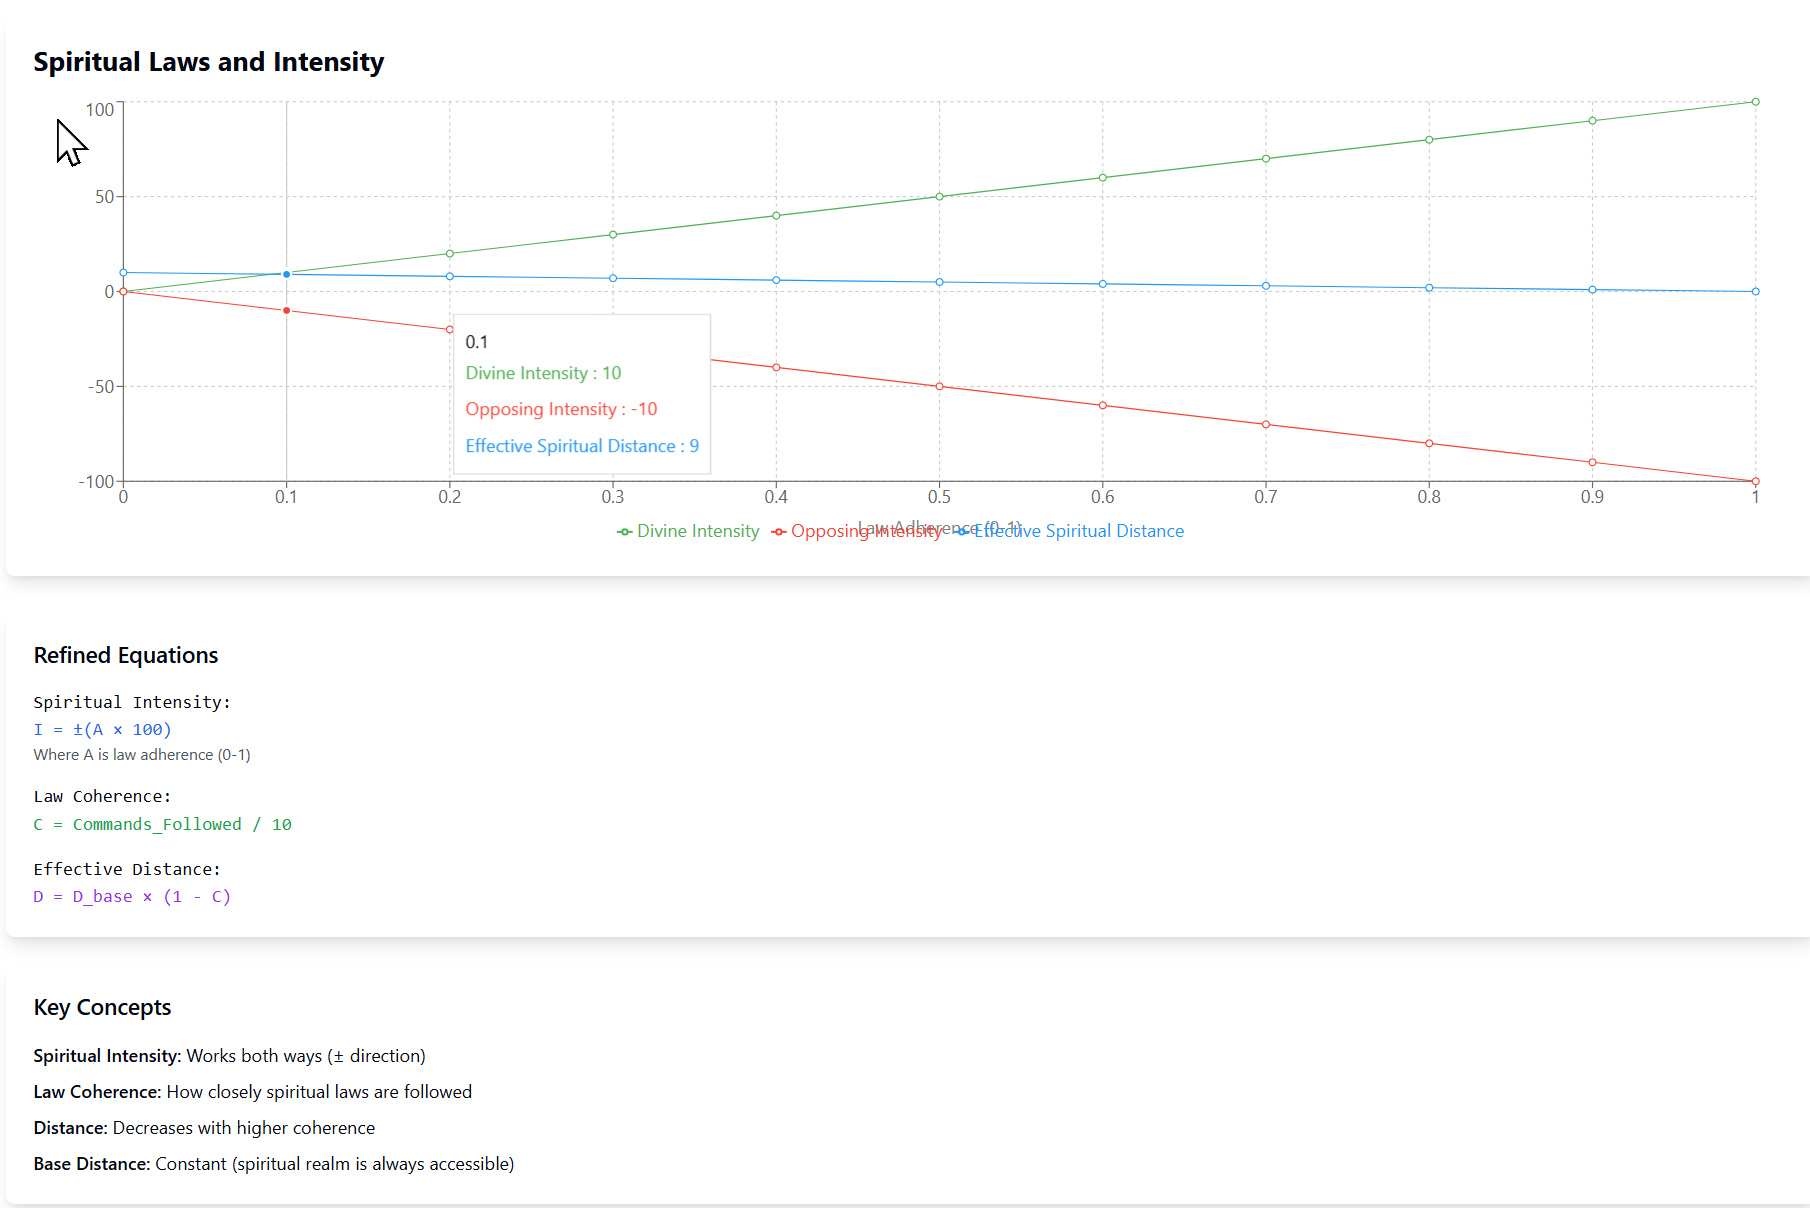 Spiritual Laws and Intensity
100
50
0
-50
-100
0 0.1 0.2 0.3 0.4 0.5 0.6 0.7 0.8 0.9 1
0.1
Divine Intensity : 10
Opposing Intensity : -10
Effective Spiritual Distance : 9
Law Adherence (0-1)
Divine Intensity Opposing Intensity Effective Spiritual Distance
Refined Equations
Spiritual Intensity:
I = ±(A × 100)
Where A is law adherence (0-1)
Law Coherence:
C = Commands_Followed / 10
Effective Distance:
D = D_base × (1 - C)
Key Concepts
Spiritual Intensity: Works both ways (± direction)
Law Coherence: How closely spiritual laws are followed
Distance: Decreases with higher coherence
Base Distance: Constant (spiritual realm is always accessible)